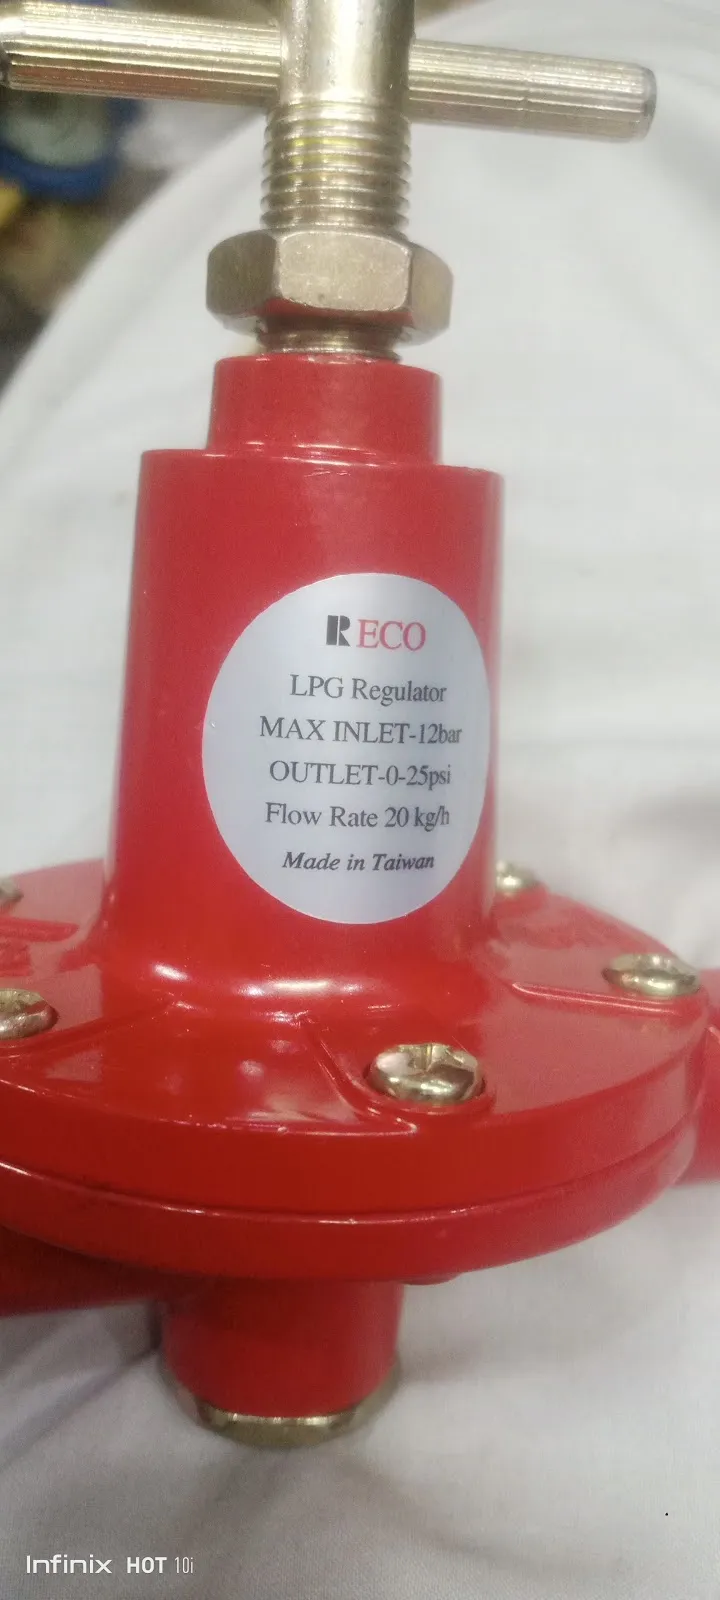 RECO
LPG Regulator
MAX INLET-12bar
OUTLET-0-25psi
Flow Rate 20 kg/h
Made in Taiwan
Infinix HOT 10i